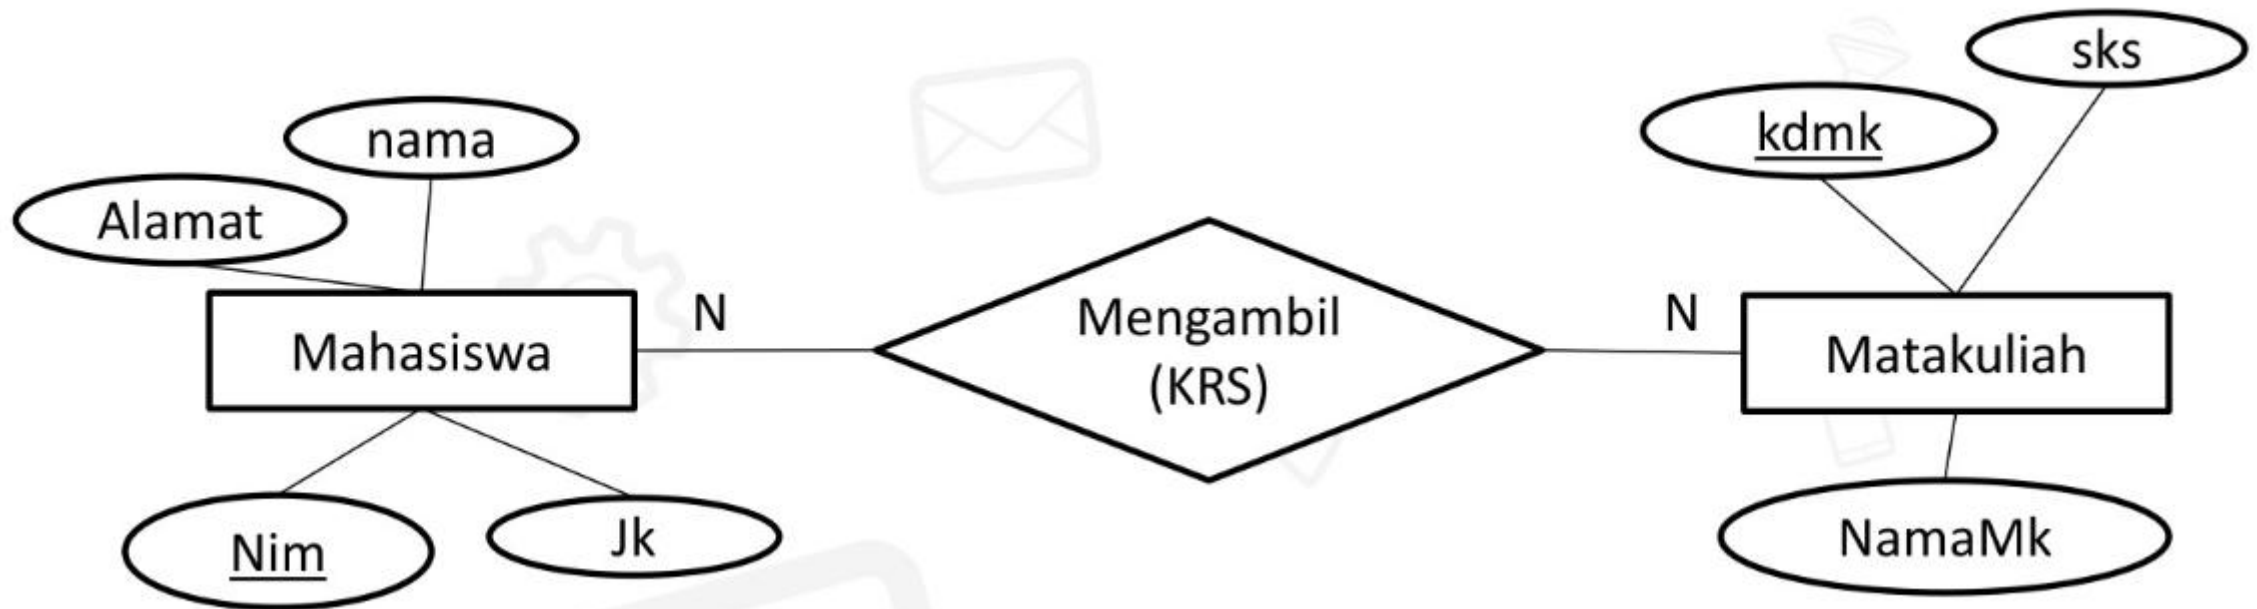 sks
kdmk
nama
Alamat
Mahasiswa
N
Mengambil
(KRS)
N
Matakuliah
Nim
Jk
NamaMk